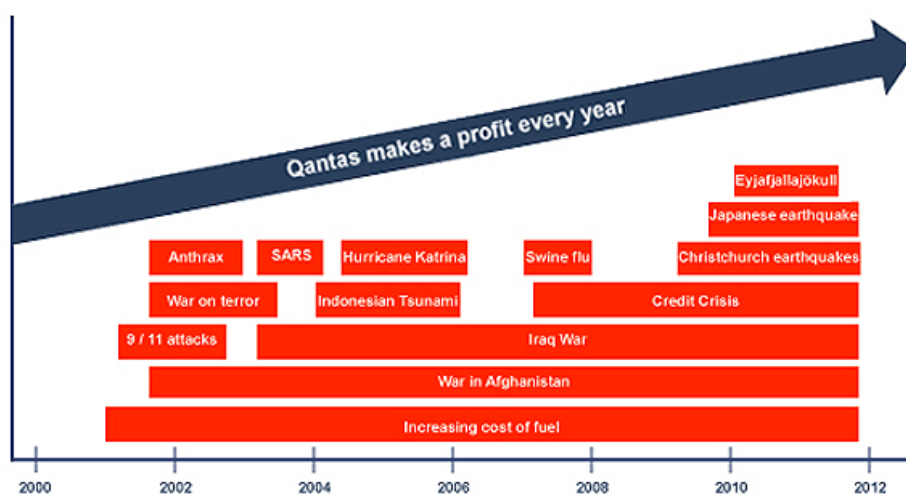 Qantas makes a profit every year
Eyjafjallajökull
Japanese earthquake
Anthrax
SARS
Hurricane Katrina
Swine flu
Christchurch earthquakes
War on terror
Indonesian Tsunami
Credit Crisis
9 / 11 attacks
Iraq War
War in Afghanistan
Increasing cost of fuel
2000
2002
2004
2006
2008
2010
2012